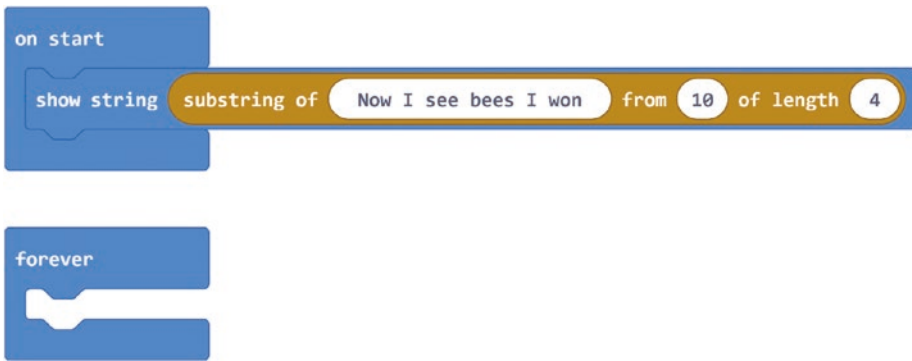 on start
show string substring of Now I see bees I won from 10 of length 4
forever